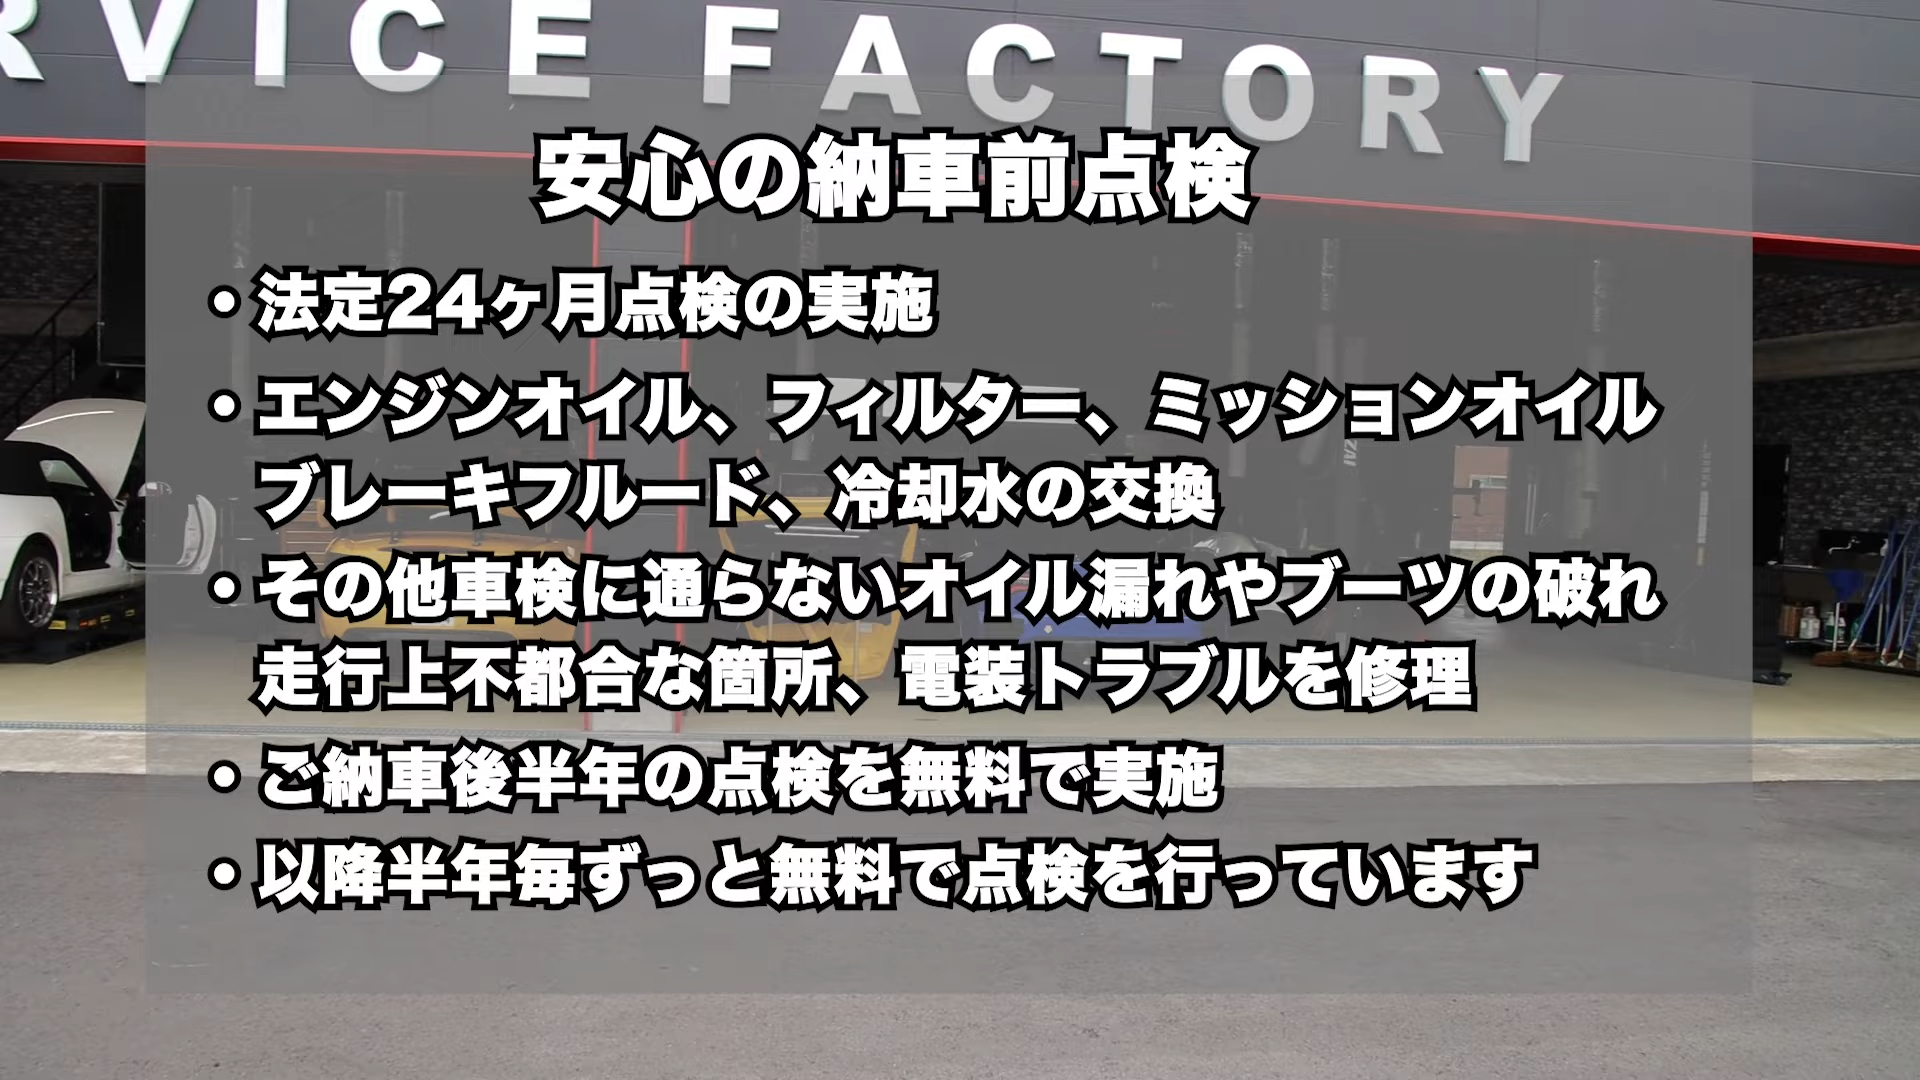 RVICE FACTORY
安心の納車前点検
・法定24ヶ月点検の実施
・エンジンオイル、フィルター、ミッションオイル
ブレーキフルード、冷却水の交換
・その他車検に通らないオイル漏れやブーツの破れ
走行上不都合な箇所、電装トラブルを修理
・ご納車後半年の点検を無料で実施
・以降半年毎ずっと無料で点検を行っています